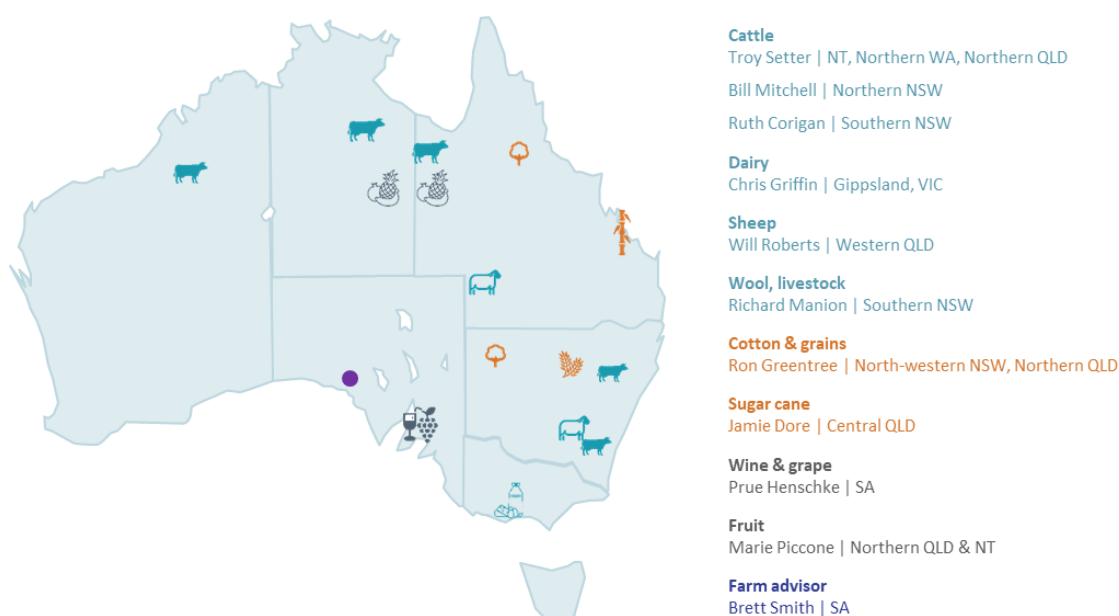 Cattle
Troy Setter | NT, Northern WA, Northern QLD
Bill Mitchell | Northern NSW
Ruth Corigan | Southern NSW
Dairy
Chris Griffin | Gippsland, VIC
Sheep
Will Roberts | Western QLD
Wool, livestock
Richard Manion | Southern NSW
Cotton & grains
Ron Greentree | North-western NSW, Northern QLD
Sugar cane
Jamie Dore | Central QLD
Wine & grape
Prue Henschke | SA
Fruit
Marie Piccone | Northern QLD & NT
Farm advisor
Brett Smith | SA